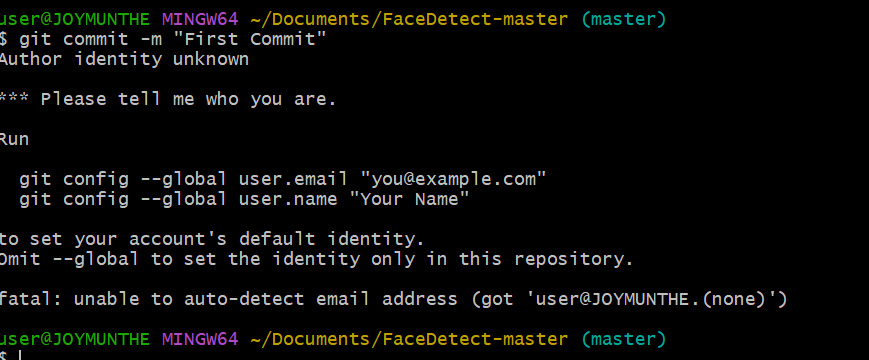 user@JOYMUNTHE MINGW64 ~/Documents/FaceDetect-master (master)
$ git commit -m "First Commit"
Author identity unknown
*** Please tell me who you are.
Run
git config --global user.email "you@example.com"
git config --global user.name "Your Name"
to set your account's default identity.
Omit --global to set the identity only in this repository.
fatal: unable to auto-detect email address (got 'user@JOYMUNTHE.(none)')
user@JOYMUNTHE MINGW64 ~/Documents/FaceDetect-master (master)
$